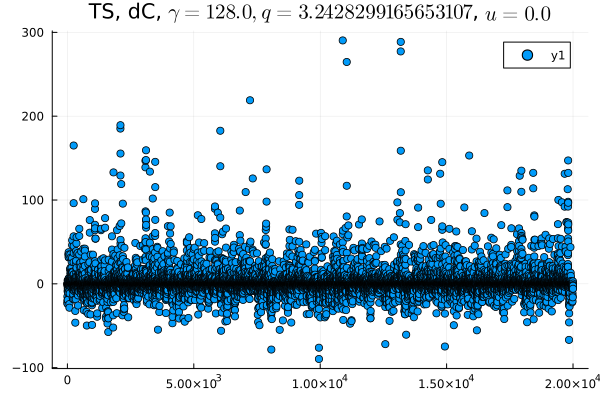 TS, dC, γ = 128.0, q = 3.2428299165653107, u = 0.0
300
y1
200
100
0
−100
0 5.00×10³ 1.00×10⁴ 1.50×10⁴ 2.00×10⁴